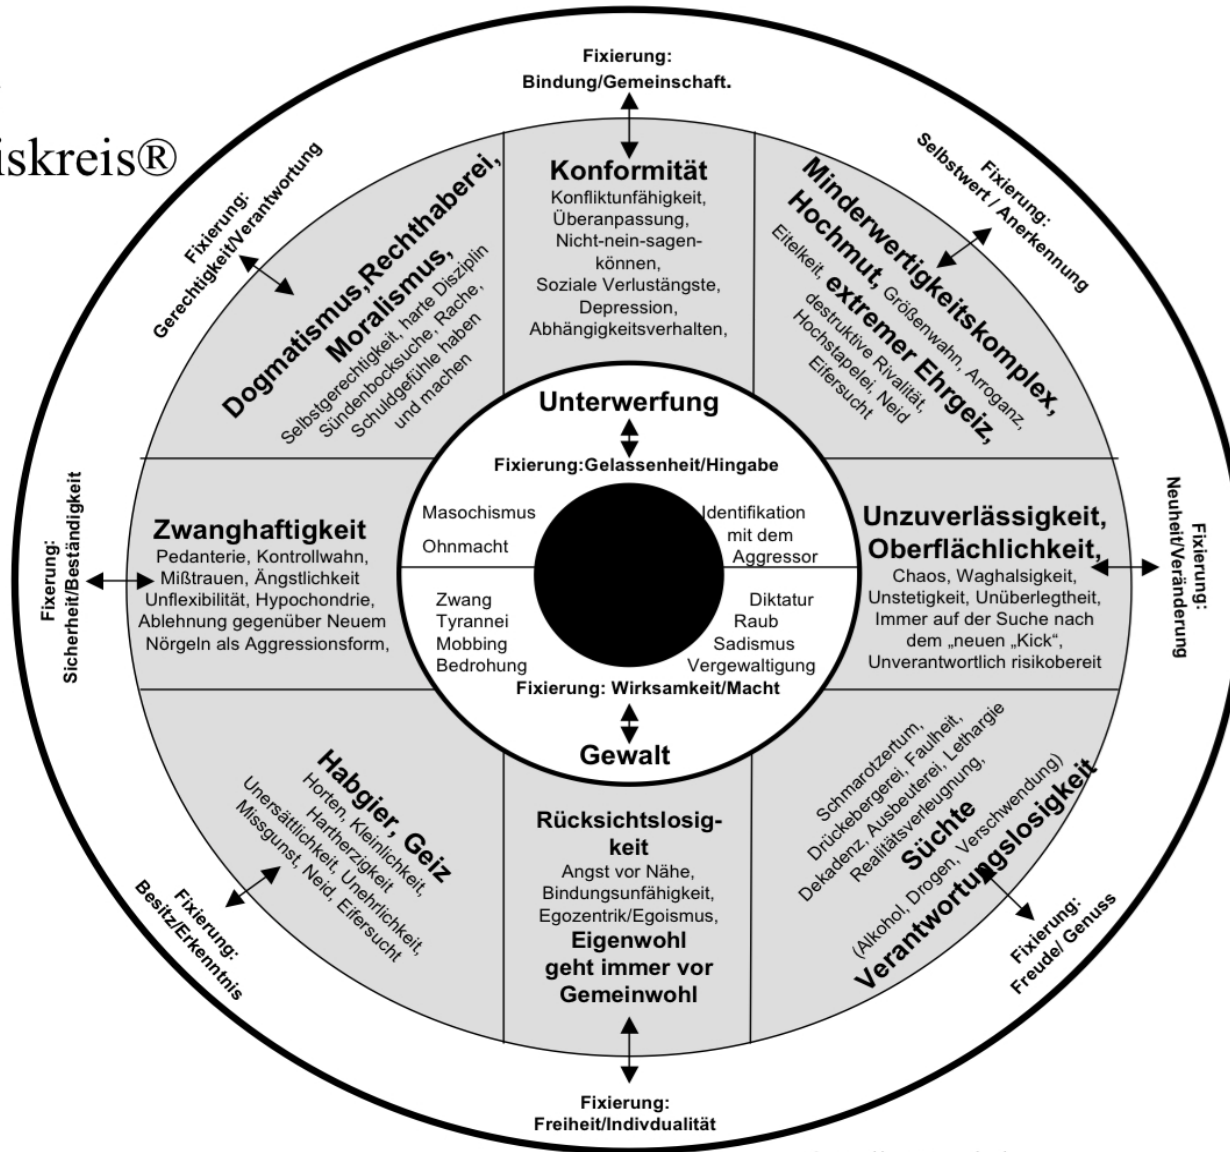 iskreis®
Fixierung:
Bindung/Gemeinschaft.
Konformität
Konfliktunfähigkeit,
Überanpassung,
Nicht-nein-sagen-
können,
Soziale Verlustängste,
Depression,
Abhängigkeitsverhalten,
Fixierung:
Selbstwert / Anerkennung
Minderwertigkeitskomplex,
Hochmut, Größenwahn, Arroganz,
Eitelkeit, extremer Ehrgeiz,
destruktive Rivalität,
Hochstapelei, Neid
Eifersucht
Fixierung:
Neuheit/Veränderung
Unzuverlässigkeit,
Oberflächlichkeit,
Chaos, Waghalsigkeit,
Unstetigkeit, Unüberlegtheit,
Immer auf der Suche nach
dem „neuen „Kick“,
Unverantwortlich risikobereit
Schmarotzertum,
Drückebergerei, Faulheit,
Dekadenz, Ausbeuterei, Lethargie
Realitätsverleugnung,
Süchte
(Alkohol, Drogen, Verschwendung)
Verantwortungslosigkeit
Fixierung:
Freude/ Genuss
Rücksichtslosig-
keit
Angst vor Nähe,
Bindungsunfähigkeit,
Egozentrik/Egoismus,
Eigenwohl
geht immer vor
Gemeinwohl
Fixierung:
Freiheit/Indivdualität
Habgier, Geiz
Horten, Kleinlichkeit,
Hartherzigkeit
Unersättlichkeit, Unehrlichkeit,
Missgunst, Neid, Eifersucht
Fixierung:
Besitz/Erkenntnis
Fixerung:
Sicherheit/Beständigkeit
Zwanghaftigkeit
Pedanterie, Kontrollwahn,
Mißtrauen, Ängstlichkeit
Unflexibilität, Hypochondrie,
Ablehnung gegenüber Neuem
Nörgeln als Aggressionsform,
Fixierung:
Gerechtigkeit/Verantwortung
Dogmatismus,Rechthaberei,
Moralismus,
Selbstgerechtigkeit, harte Disziplin
Sündenbocksuche, Rache,
Schuldgefühle haben
und machen
Unterwerfung
Fixierung:Gelassenheit/Hingabe
Masochismus
Ohnmacht
Identifikation
mit dem
Aggressor
Zwang
Tyrannei
Mobbing
Bedrohung
Diktatur
Raub
Sadismus
Vergewaltigung
Fixierung: Wirksamkeit/Macht
Gewalt